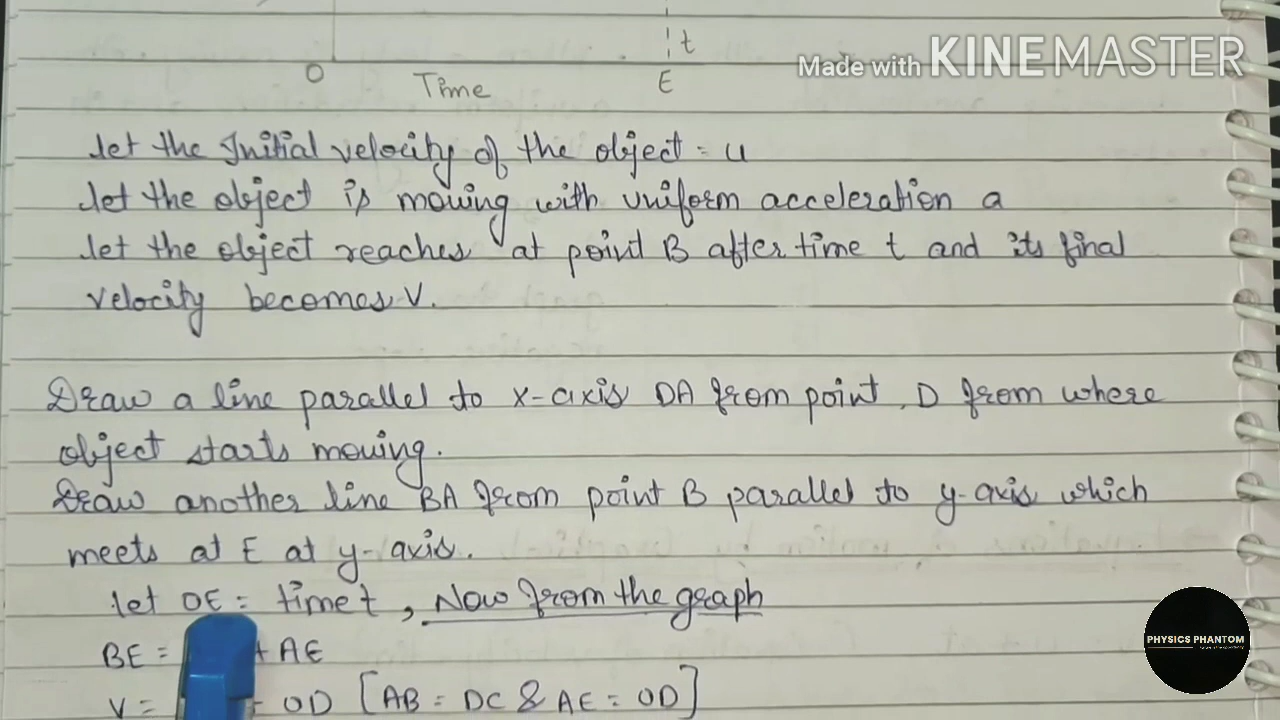 t
Made with KINEMASTER
O Time E
Let the Initial velocity of the object = u
Let the object is moving with uniform acceleration a
Let the object reaches at point B after time t and its final
velocity becomes V.
Draw a line parallel to x-axis DA from point, D from where
object starts moving.
Draw another line BA from point B parallel to y-axis which
meets at E at y-axis.
Let OE = time t, Now from the graph
BE = + AE
V = OD [AB = DC & AE = OD]
PHYSICS PHANTOM